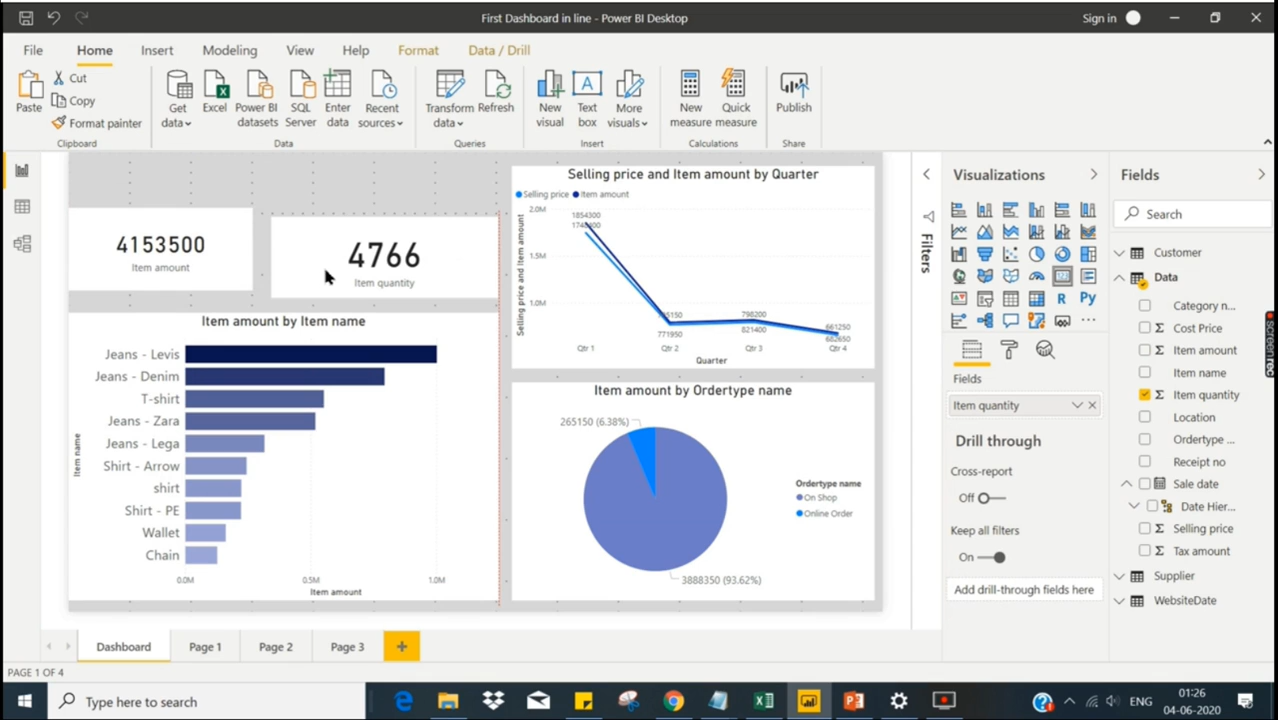 First Dashboard in line - Power BI Desktop
Sign in
File Home Insert Modeling View Help Format Data / Drill
Paste
Cut
Copy
Format painter
Get data
Excel
Power BI datasets
SQL Server
Enter data
Recent sources
Transform data
Refresh
New visual
Text box
More visuals
New measure
Quick measure
Publish
Clipboard
Data
Queries
Insert
Calculations
Share
4153500
Item amount
4766
Item quantity
Item amount by Item name
Item name
Jeans - Levis
Jeans - Denim
T-shirt
Jeans - Zara
Jeans - Lega
Shirt - Arrow
shirt
Shirt - PE
Wallet
Chain
0.0M 0.5M 1.0M
Item amount
Selling price and Item amount by Quarter
Selling price Item amount
Selling price and Item amount
2.0M
1.5M
1.0M
1854300
798200
661250
771950
821400
682650
Qtr 1 Qtr 2 Qtr 3 Qtr 4
Quarter
Item amount by Ordertype name
265150 (6.38%)
3888350 (93.62%)
Ordertype name
On Shop
Online Order
Filters
Visualizations
R Py
Fields
Item quantity
Drill through
Cross-report
Off
Keep all filters
On
Add drill-through fields here
Fields
Search
Customer
Data
Category n...
Cost Price
Item amount
Item name
Item quantity
Location
Ordertype ...
Receipt no
Sale date
Date Hier...
Selling price
Tax amount
Supplier
WebsiteDate
screenrec
Dashboard Page 1 Page 2 Page 3 +
PAGE 1 OF 4
Type here to search
ENG
01:26
04-06-2020